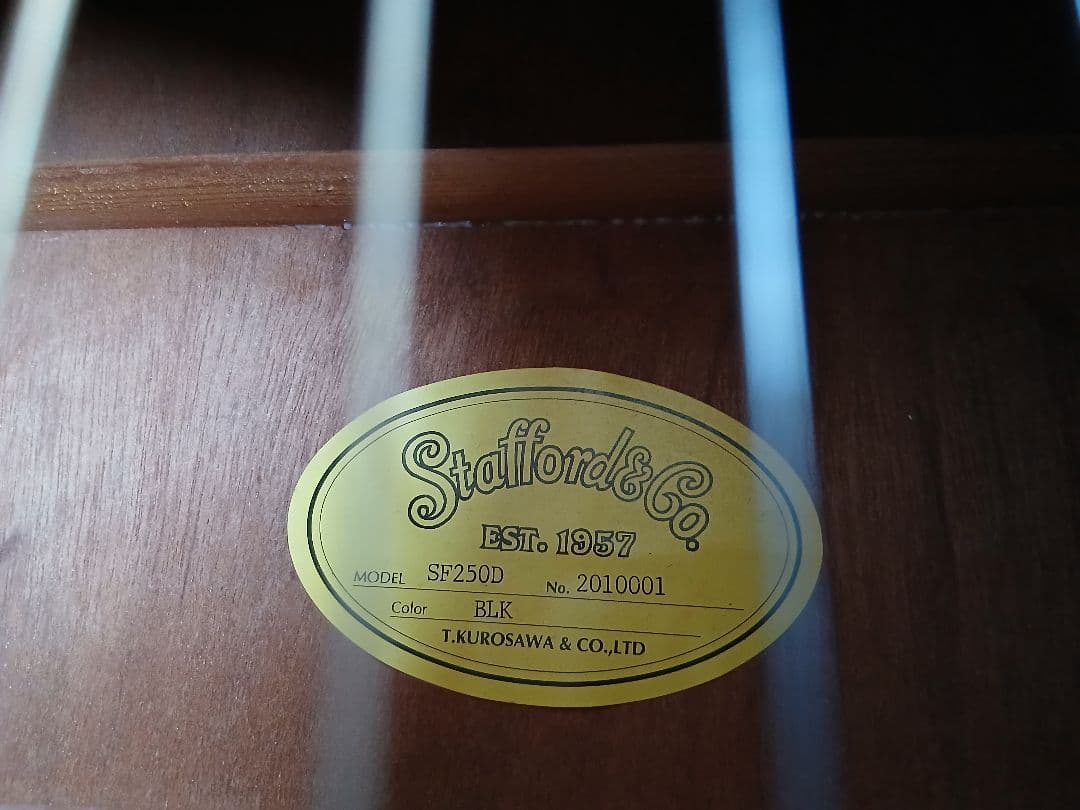 Stafford & Co.
EST. 1957
MODEL SF250D No. 2010001
Color BLK
T.KUROSAWA & CO.,LTD